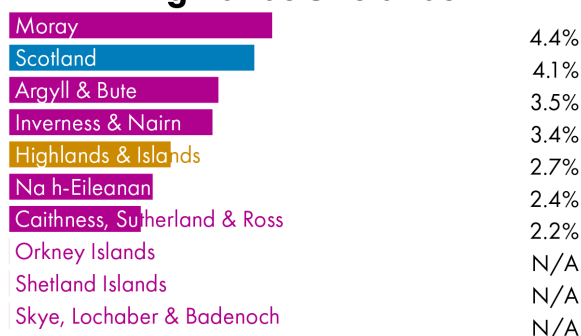 Moray
4.4%
Scotland
4.1%
Argyll & Bute
3.5%
Inverness & Nairn
3.4%
Highlands & Islands
2.7%
Na h-Eileanan
2.4%
Caithness, Sutherland & Ross
2.2%
Orkney Islands
N/A
Shetland Islands
N/A
Skye, Lochaber & Badenoch
N/A